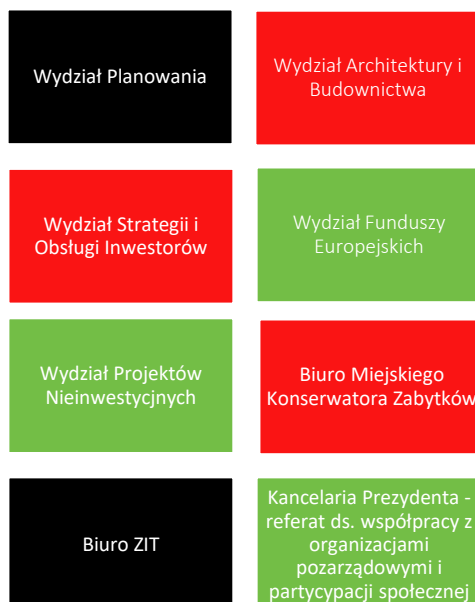 Wydział Planowania
Wydział Architektury i
Budownictwa
Wydział Strategii i
Obsługi Inwestorów
Wydział Funduszy
Europejskich
Wydział Projektów
Nieinwestycjnych
Biuro Miejskiego
Konserwatora Zabytków
Biuro ZIT
Kancelaria Prezydenta -
referat ds. współpracy z
organizacjami
pozarządowymi i
partycypacji społecznej